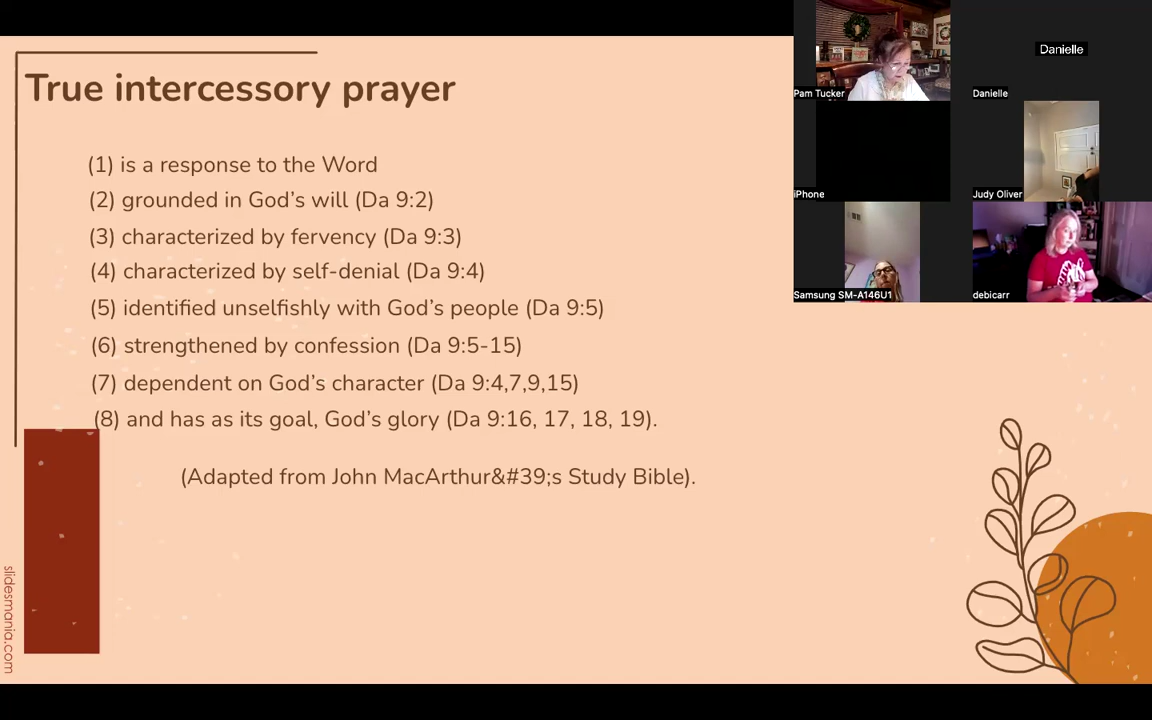 True intercessory prayer
(1) is a response to the Word
(2) grounded in God’s will (Da 9:2)
(3) characterized by fervency (Da 9:3)
(4) characterized by self-denial (Da 9:4)
(5) identified unselfishly with God’s people (Da 9:5)
(6) strengthened by confession (Da 9:5-15)
(7) dependent on God’s character (Da 9:4,7,9,15)
(8) and has as its goal, God’s glory (Da 9:16, 17, 18, 19).
(Adapted from John MacArthur&#39;s Study Bible).
slidesmania.com
Pam Tucker
Danielle
Danielle
iPhone
Judy Oliver
Samsung SM-A146U1
debicarr